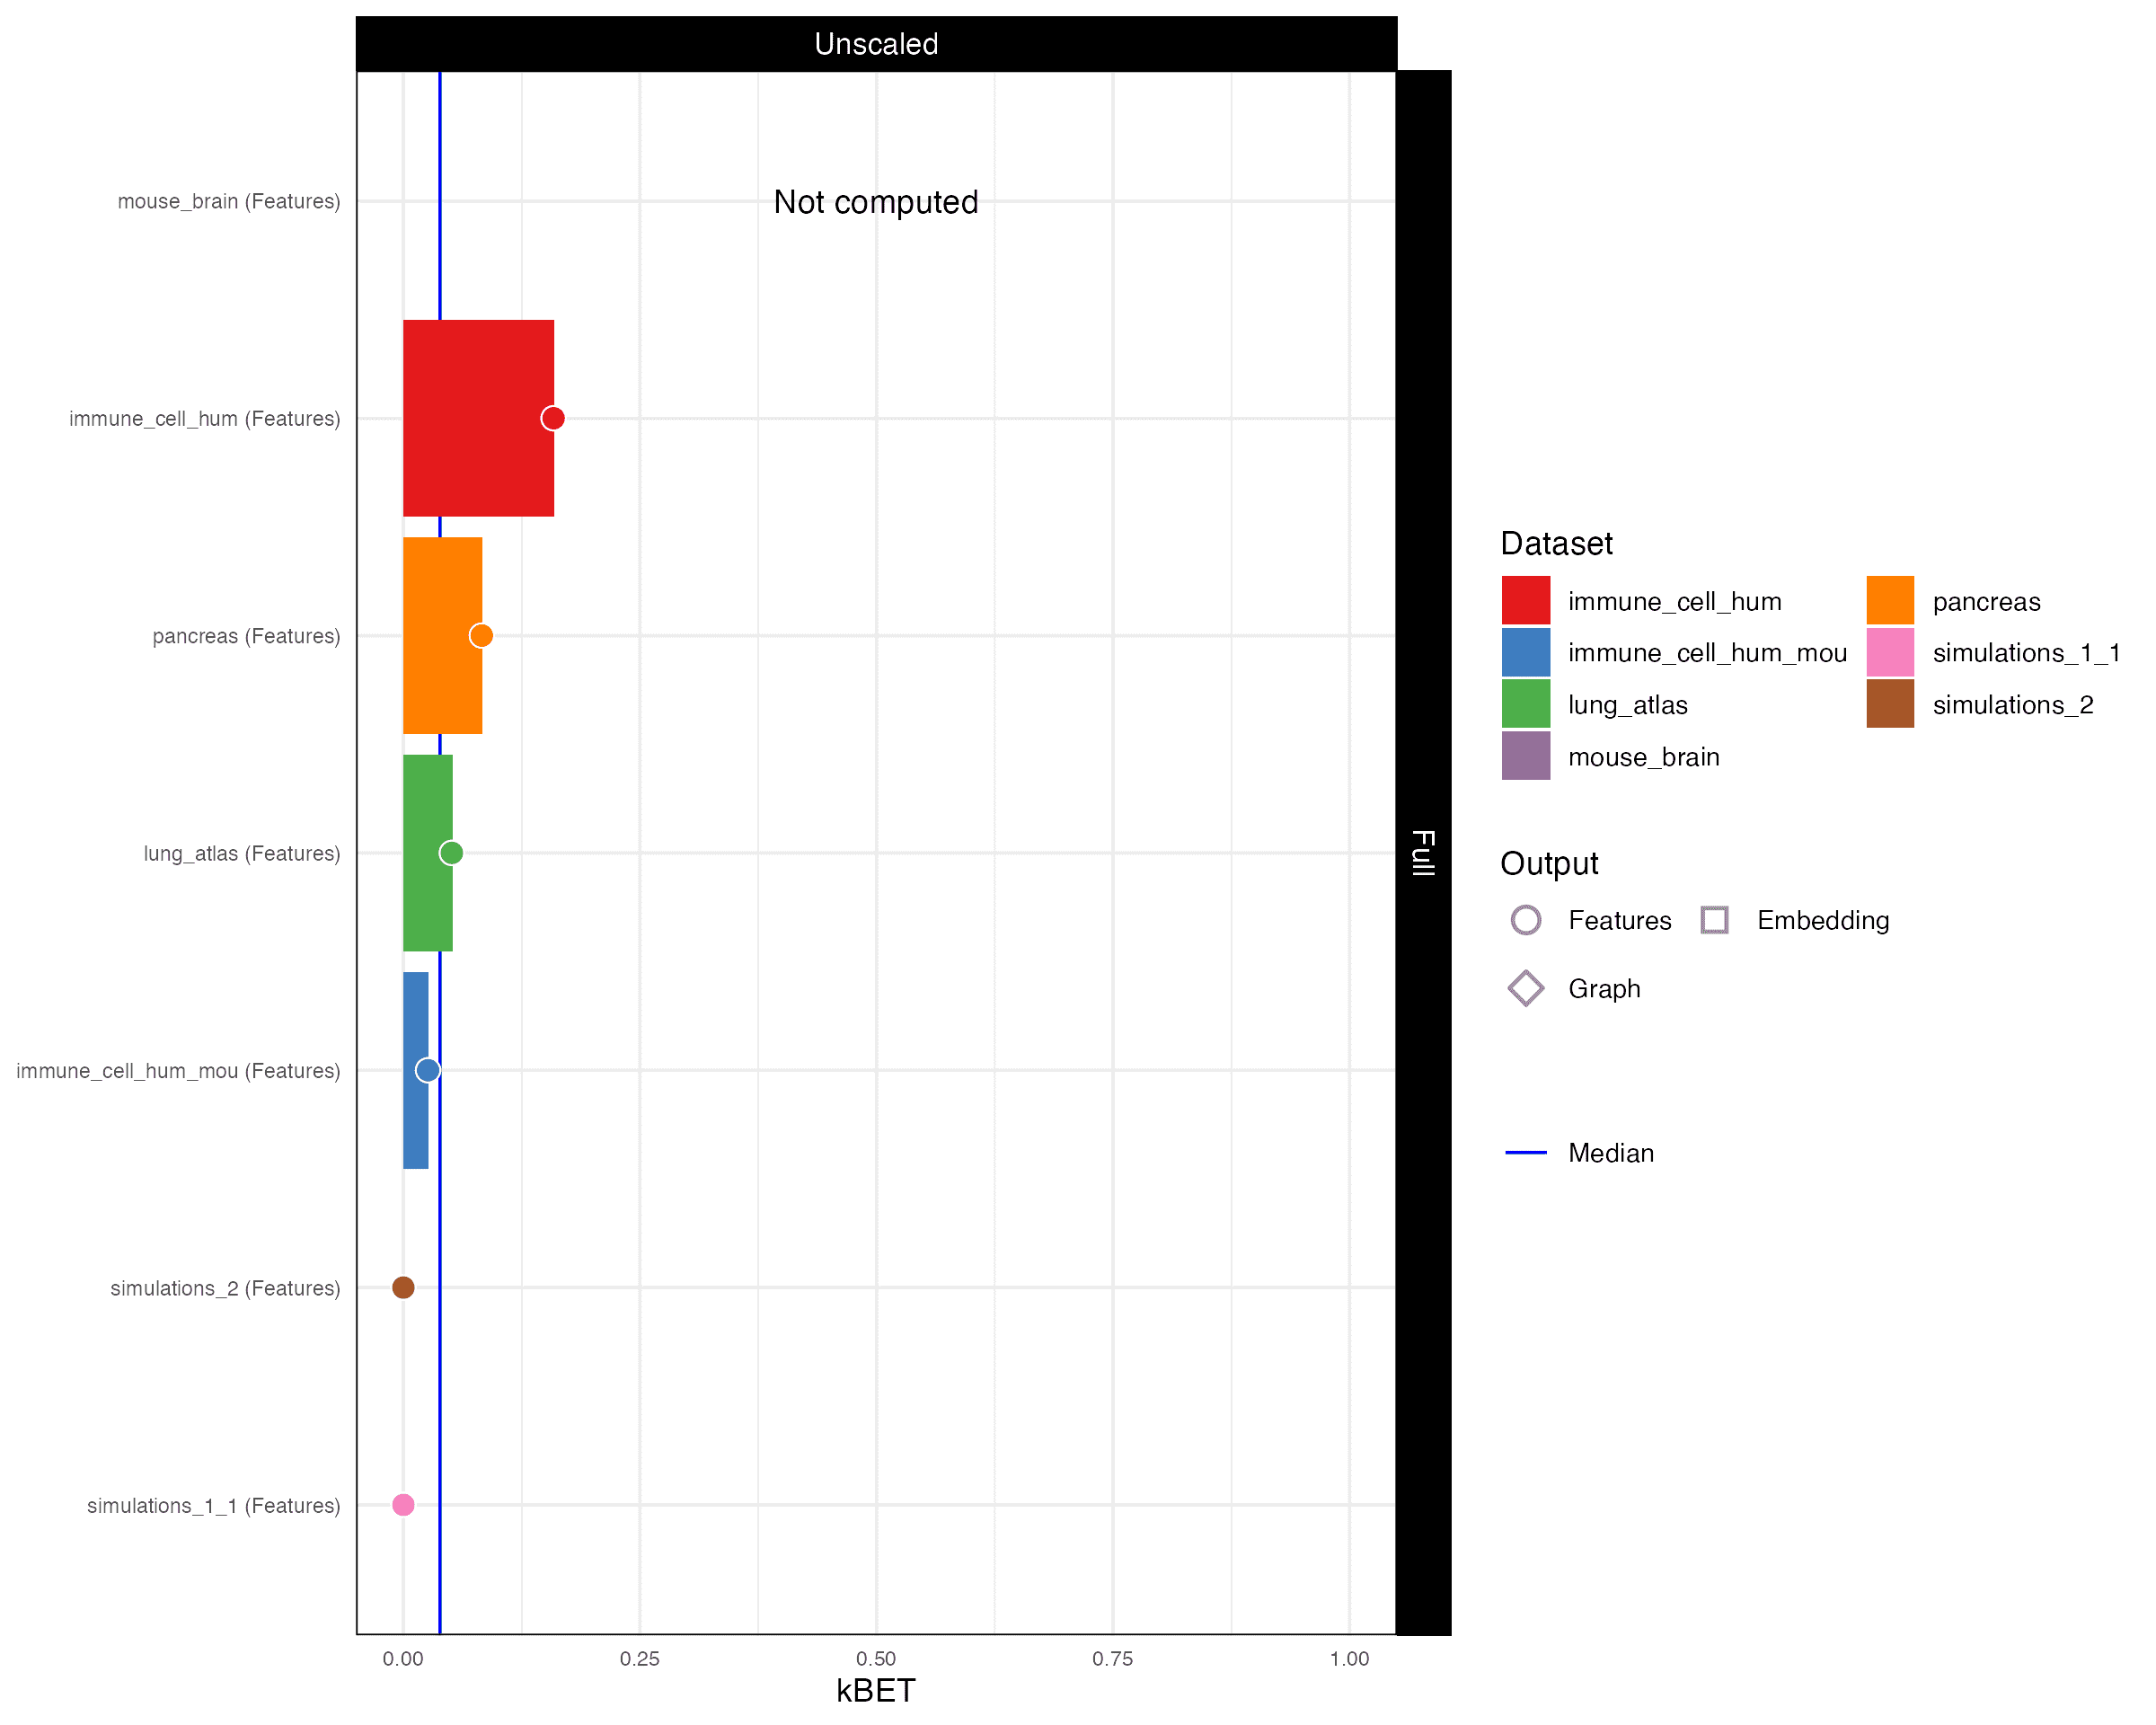 Unscaled
mouse_brain (Features)
Not computed
immune_cell_hum (Features)
pancreas (Features)
lung_atlas (Features)
immune_cell_hum_mou (Features)
simulations_2 (Features)
simulations_1_1 (Features)
0.00 0.25 0.50 0.75 1.00
kBET
Full
Dataset
immune_cell_hum pancreas
immune_cell_hum_mou simulations_1_1
lung_atlas simulations_2
mouse_brain
Output
Features Embedding
Graph
Median